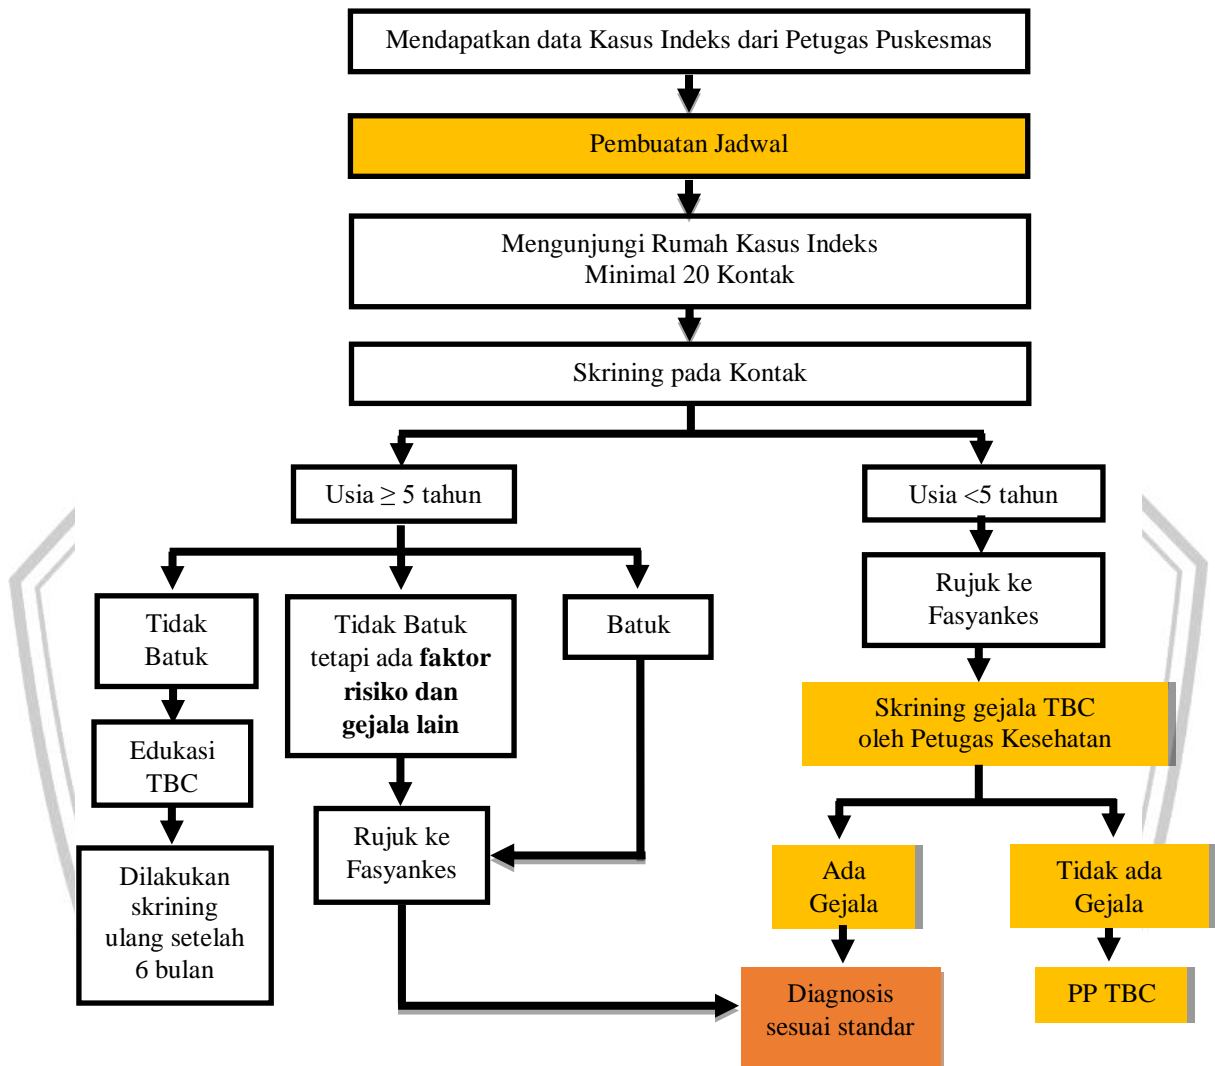 Mendapatkan data Kasus Indeks dari Petugas Puskesmas
Pembuatan Jadwal
Mengunjungi Rumah Kasus Indeks
Minimal 20 Kontak
Skrining pada Kontak
Usia ≥ 5 tahun
Usia <5 tahun
Tidak
Batuk
Tidak Batuk
tetapi ada faktor
risiko dan
gejala lain
Batuk
Rujuk ke
Fasyankes
Edukasi
TBC
Skrining gejala TBC
oleh Petugas Kesehatan
Rujuk ke
Fasyankes
Dilakukan
skrining
ulang setelah
6 bulan
Ada
Gejala
Tidak ada
Gejala
Diagnosis
sesuai standar
PP TBC